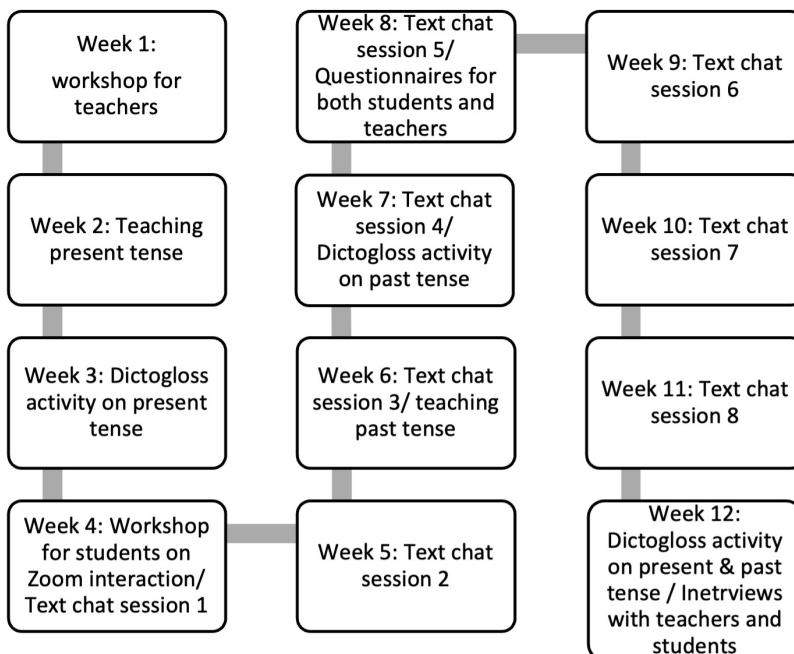 Week 1:
workshop for
teachers
Week 2: Teaching
present tense
Week 3: Dictogloss
activity on present
tense
Week 4: Workshop
for students on
Zoom interaction/
Text chat session 1
Week 5: Text chat
session 2
Week 6: Text chat
session 3/ teaching
past tense
Week 7: Text chat
session 4/
Dictogloss activity
on past tense
Week 8: Text chat
session 5/
Questionnaires for
both students and
teachers
Week 9: Text chat
session 6
Week 10: Text chat
session 7
Week 11: Text chat
session 8
Week 12:
Dictogloss activity
on present & past
tense / Inetrviews
with teachers and
students